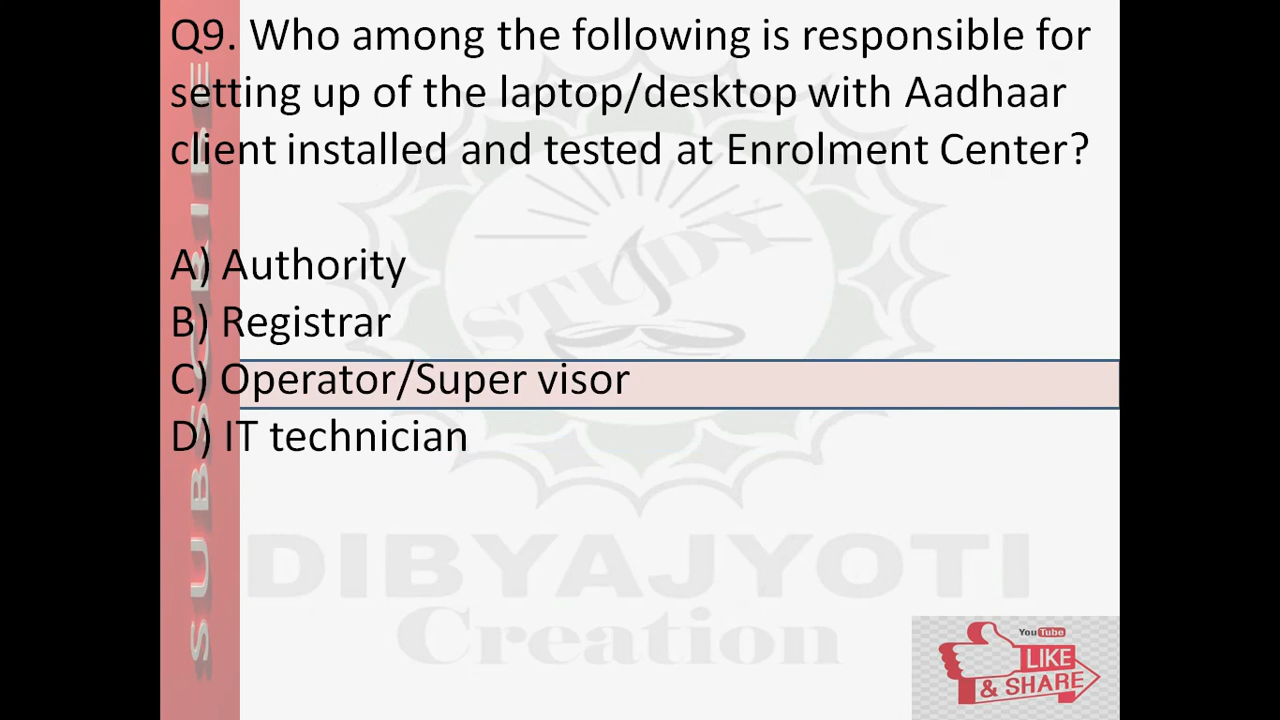 Q9. Who among the following is responsible for
setting up of the laptop/desktop with Aadhaar
client installed and tested at Enrolment Center?
A) Authority
B) Registrar
C) Operator/Super visor
D) IT technician
SUBSCRIBE
STUDY
DIBYAJYOTI
Creation
YouTube
LIKE
& SHARE